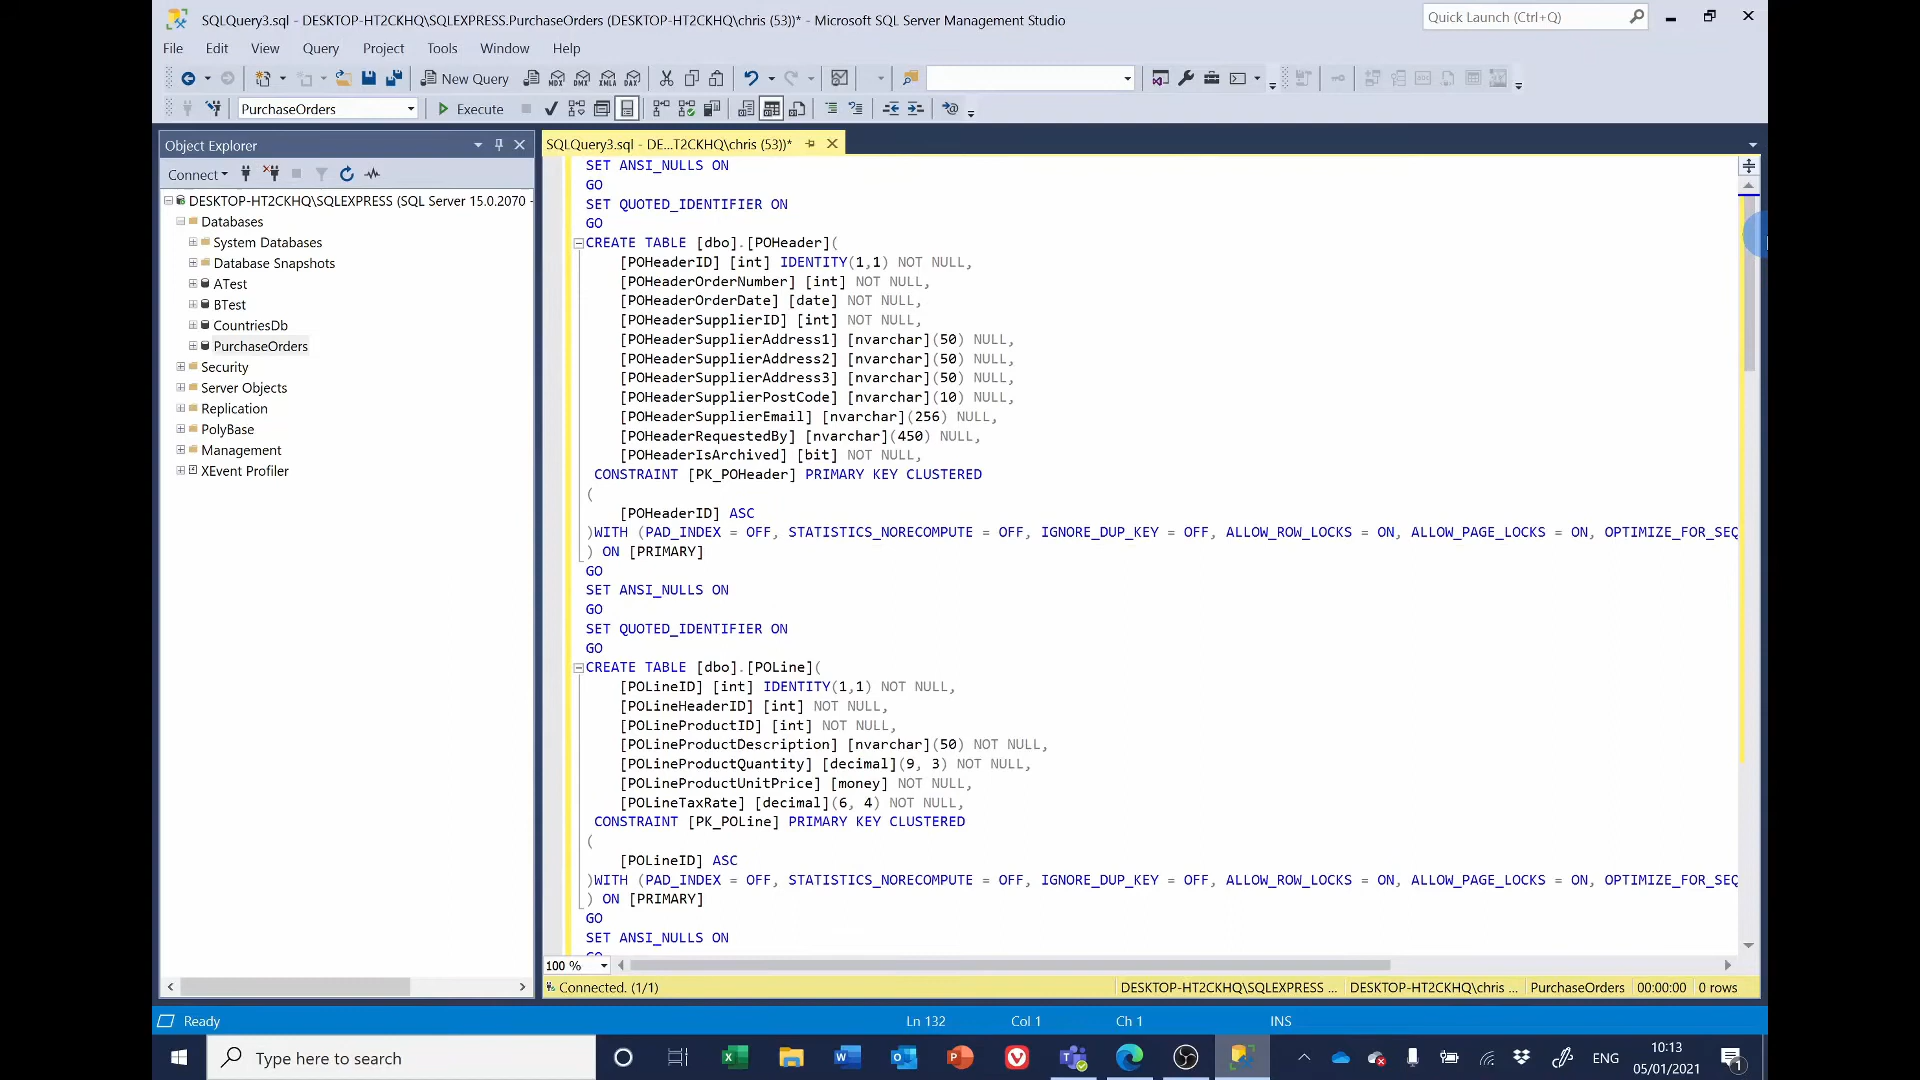 SQLQuery3.sql - DESKTOP-HT2CKHQ\SQLEXPRESS.PurchaseOrders (DESKTOP-HT2CKHQ\chris (53))* - Microsoft SQL Server Management Studio
Quick Launch (Ctrl+Q)
File Edit View Query Project Tools Window Help
New Query
MDX DMX XMLA DAX
PurchaseOrders
Execute
Object Explorer
SQLQuery3.sql - DE...T2CKHQ\chris (53))*
Connect
DESKTOP-HT2CKHQ\SQLEXPRESS (SQL Server 15.0.2070 -
Databases
System Databases
Database Snapshots
ATest
BTest
CountriesDb
PurchaseOrders
Security
Server Objects
Replication
PolyBase
Management
XEvent Profiler
SET ANSI_NULLS ON
GO
SET QUOTED_IDENTIFIER ON
GO
CREATE TABLE [dbo].[POHeader](
[POHeaderID] [int] IDENTITY(1,1) NOT NULL,
[POHeaderOrderNumber] [int] NOT NULL,
[POHeaderOrderDate] [date] NOT NULL,
[POHeaderSupplierID] [int] NOT NULL,
[POHeaderSupplierAddress1] [nvarchar](50) NULL,
[POHeaderSupplierAddress2] [nvarchar](50) NULL,
[POHeaderSupplierAddress3] [nvarchar](50) NULL,
[POHeaderSupplierPostCode] [nvarchar](10) NULL,
[POHeaderSupplierEmail] [nvarchar](256) NULL,
[POHeaderRequestedBy] [nvarchar](450) NULL,
[POHeaderIsArchived] [bit] NOT NULL,
CONSTRAINT [PK_POHeader] PRIMARY KEY CLUSTERED
(
[POHeaderID] ASC
)WITH (PAD_INDEX = OFF, STATISTICS_NORECOMPUTE = OFF, IGNORE_DUP_KEY = OFF, ALLOW_ROW_LOCKS = ON, ALLOW_PAGE_LOCKS = ON, OPTIMIZE_FOR_SEQ
) ON [PRIMARY]
GO
SET ANSI_NULLS ON
GO
SET QUOTED_IDENTIFIER ON
GO
CREATE TABLE [dbo].[POLine](
[POLineID] [int] IDENTITY(1,1) NOT NULL,
[POLineHeaderID] [int] NOT NULL,
[POLineProductID] [int] NOT NULL,
[POLineProductDescription] [nvarchar](50) NOT NULL,
[POLineProductQuantity] [decimal](9, 3) NOT NULL,
[POLineProductUnitPrice] [money] NOT NULL,
[POLineTaxRate] [decimal](6, 4) NOT NULL,
CONSTRAINT [PK_POLine] PRIMARY KEY CLUSTERED
(
[POLineID] ASC
)WITH (PAD_INDEX = OFF, STATISTICS_NORECOMPUTE = OFF, IGNORE_DUP_KEY = OFF, ALLOW_ROW_LOCKS = ON, ALLOW_PAGE_LOCKS = ON, OPTIMIZE_FOR_SEQ
) ON [PRIMARY]
GO
SET ANSI_NULLS ON
GO
100 %
Connected. (1/1) DESKTOP-HT2CKHQ\SQLEXPRESS ... DESKTOP-HT2CKHQ\chris ... PurchaseOrders 00:00:00 0 rows
Ready Ln 132 Col 1 Ch 1 INS
Type here to search
ENG
10:13
05/01/2021
1